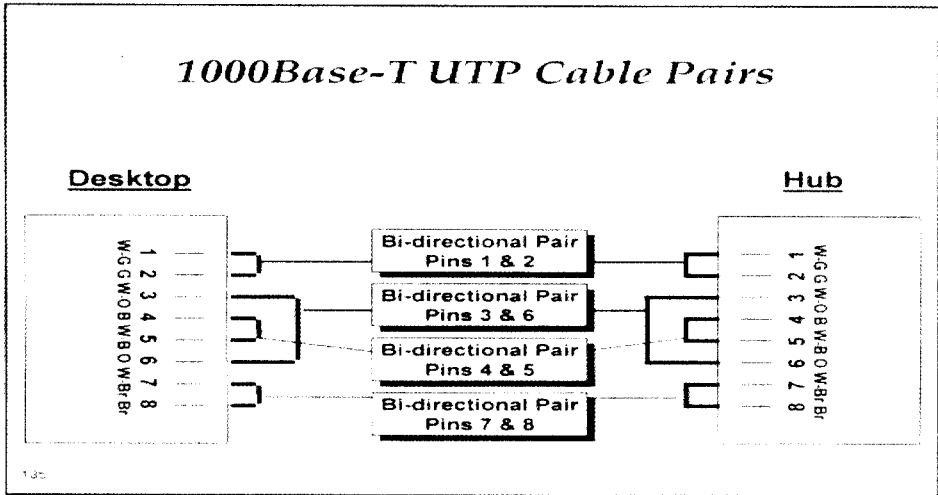 1000Base-T UTP Cable Pairs
Desktop
Hub
W-G G W-O B W-B O W-Br Br
1 2 3 4 5 6 7 8
Bi-directional Pair
Pins 1 & 2
Bi-directional Pair
Pins 3 & 6
Bi-directional Pair
Pins 4 & 5
Bi-directional Pair
Pins 7 & 8
1 2 3 4 5 6 7 8
W-G G W-O B W-B O W-Br Br